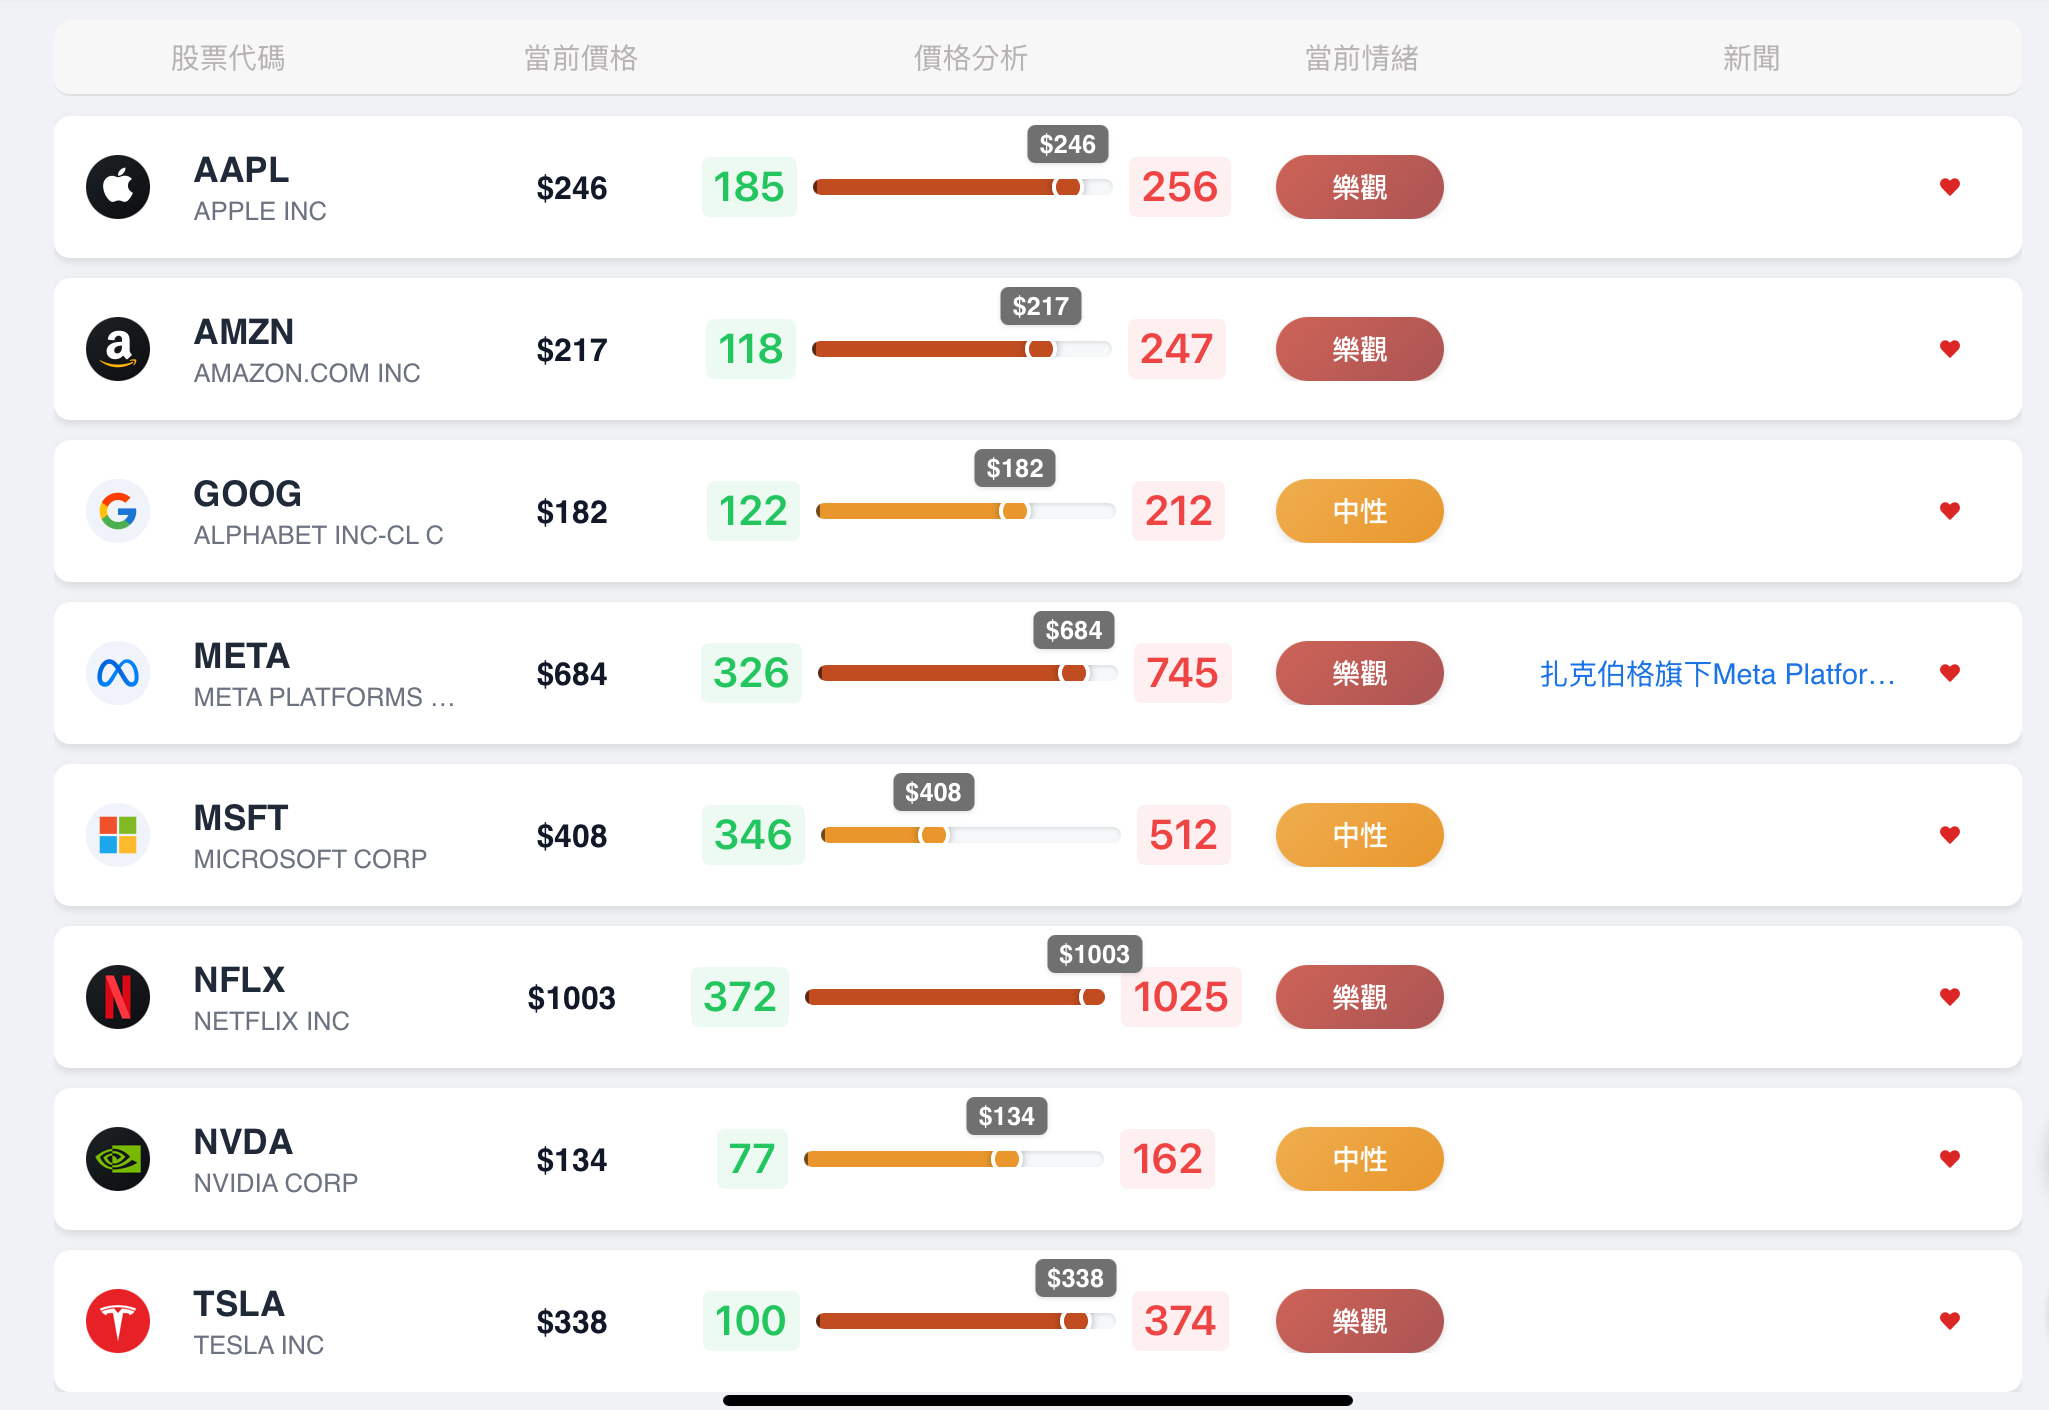 股票代碼 當前價格 價格分析 當前情緒 新聞
$246
AAPL
APPLE INC
$246 185 256 樂觀
$217
AMZN
AMAZON.COM INC
$217 118 247 樂觀
$182
GOOG
ALPHABET INC-CL C
$182 122 212 中性
$684
META
META PLATFORMS ...
$684 326 745 樂觀 扎克伯格旗下Meta Platfor...
$408
MSFT
MICROSOFT CORP
$408 346 512 中性
$1003
NFLX
NETFLIX INC
$1003 372 1025 樂觀
$134
NVDA
NVIDIA CORP
$134 77 162 中性
$338
TSLA
TESLA INC
$338 100 374 樂觀